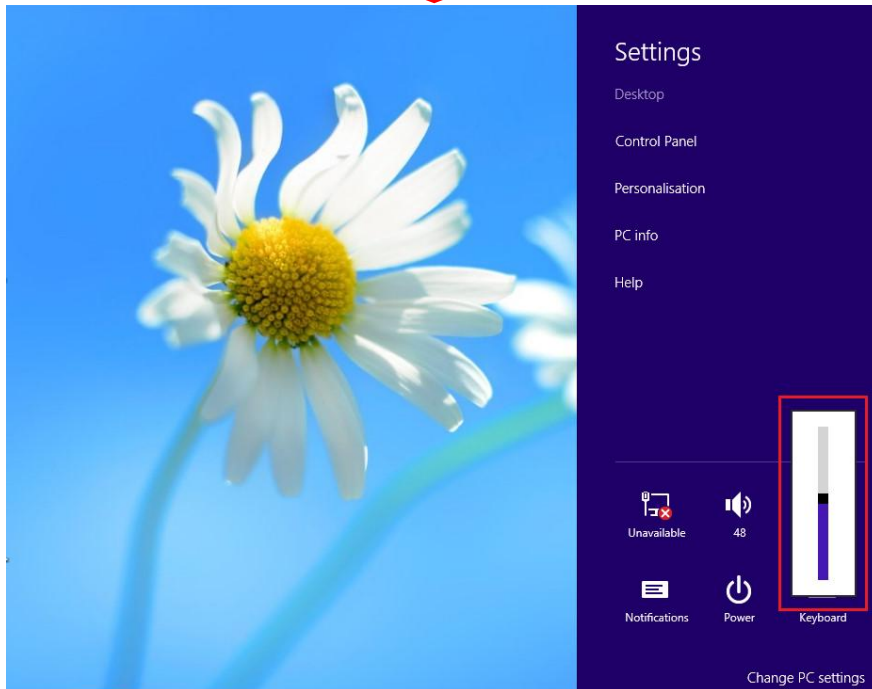 Settings
Desktop
Control Panel
Personalisation
PC info
Help
Unavailable
48
Notifications
Power
Keyboard
Change PC settings